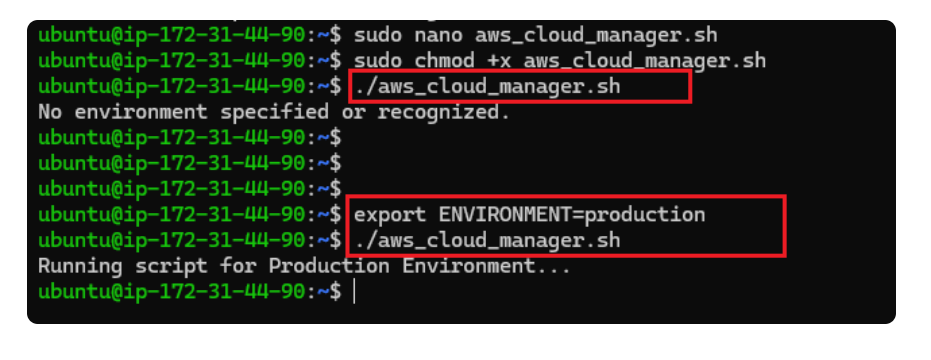 ubuntu@ip-172-31-44-90:~$ sudo nano aws_cloud_manager.sh
ubuntu@ip-172-31-44-90:~$ sudo chmod +x aws_cloud_manager.sh
ubuntu@ip-172-31-44-90:~$ ./aws_cloud_manager.sh
No environment specified or recognized.
ubuntu@ip-172-31-44-90:~$
ubuntu@ip-172-31-44-90:~$
ubuntu@ip-172-31-44-90:~$
ubuntu@ip-172-31-44-90:~$ export ENVIRONMENT=production
ubuntu@ip-172-31-44-90:~$ ./aws_cloud_manager.sh
Running script for Production Environment...
ubuntu@ip-172-31-44-90:~$